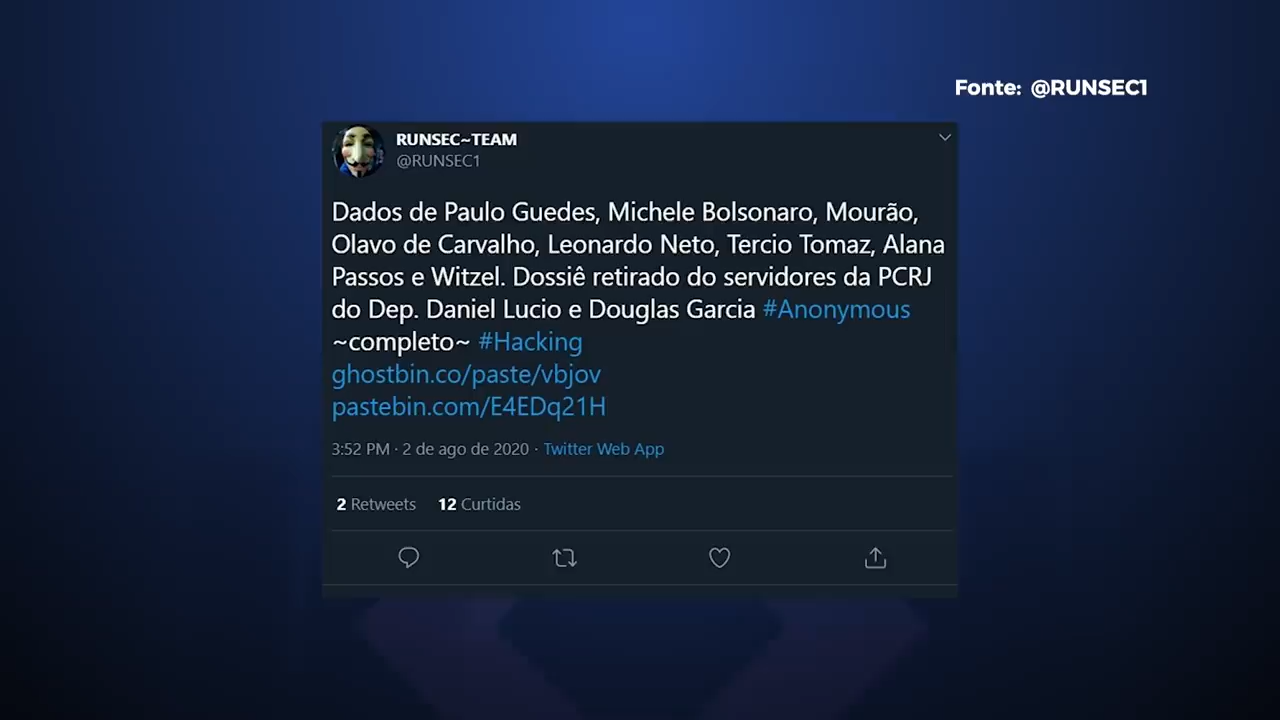 Fonte: @RUNSEC1
RUNSEC~TEAM
@RUNSEC1
Dados de Paulo Guedes, Michele Bolsonaro, Mourão,
Olavo de Carvalho, Leonardo Neto, Tercio Tomaz, Alana
Passos e Witzel. Dossiê retirado do servidores da PCRJ
do Dep. Daniel Lucio e Douglas Garcia #Anonymous
~completo~ #Hacking
ghostbin.co/paste/vbjov
pastebin.com/E4EDq21H
3:52 PM · 2 de ago de 2020 · Twitter Web App
2 Retweets 12 Curtidas